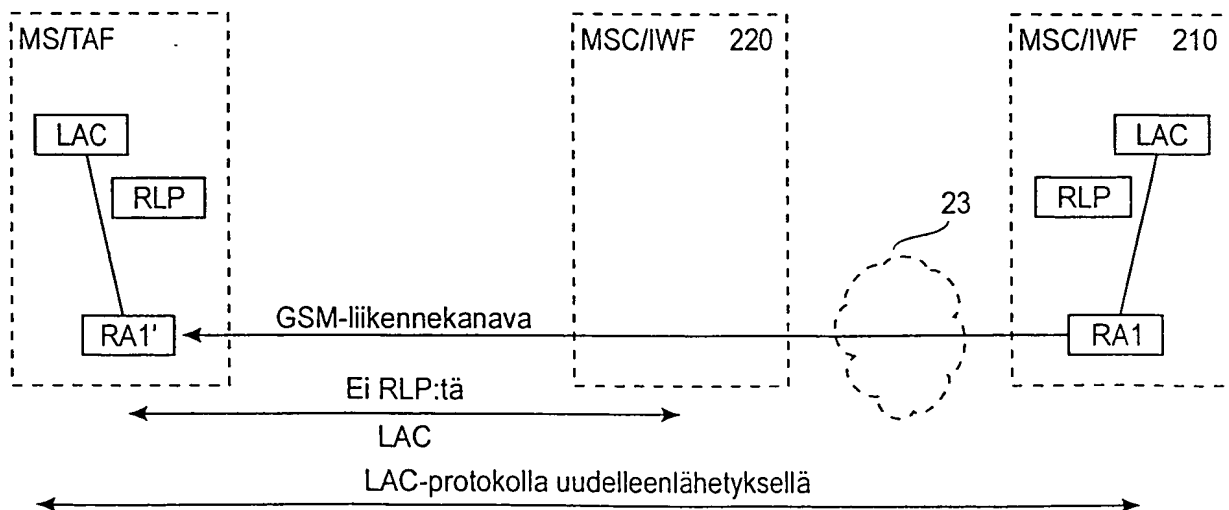 MS/TAF
MSC/IWF 220
MSC/IWF 210
LAC
LAC
RLP
RLP
23
GSM-liikennekanava
RA1'
RA1
Ei RLP:tä
LAC
LAC-protokolla uudelleenlähetyksellä